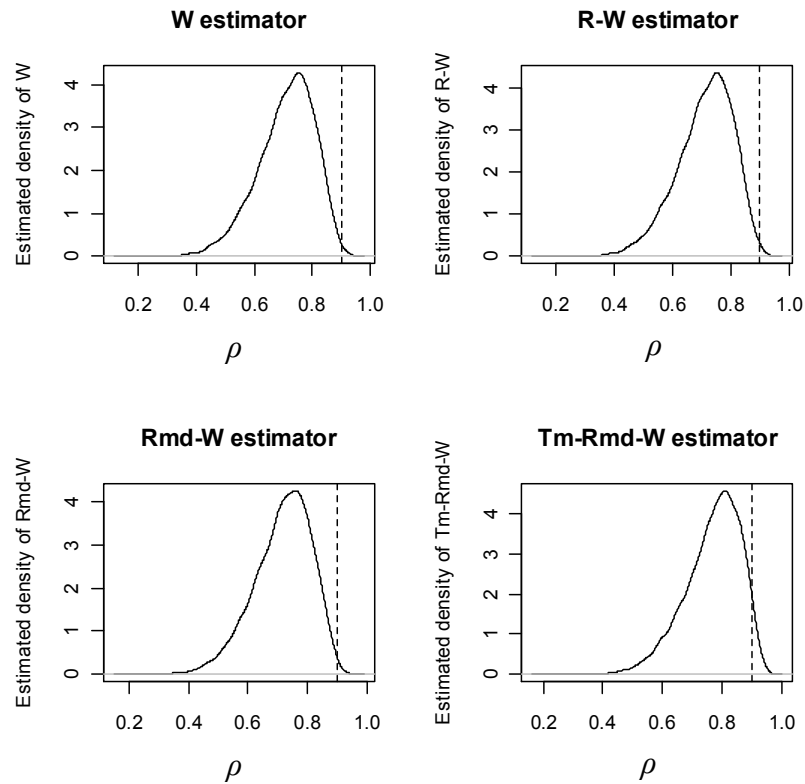 W estimator
Estimated density of W
4
3
2
1
0
0.2 0.4 0.6 0.8 1.0
ρ
R-W estimator
Estimated density of R-W
4
3
2
1
0
0.2 0.4 0.6 0.8 1.0
ρ
Rmd-W estimator
Estimated density of Rmd-W
4
3
2
1
0
0.2 0.4 0.6 0.8 1.0
ρ
Tm-Rmd-W estimator
Estimated density of Tm-Rmd-W
4
3
2
1
0
0.2 0.4 0.6 0.8 1.0
ρ